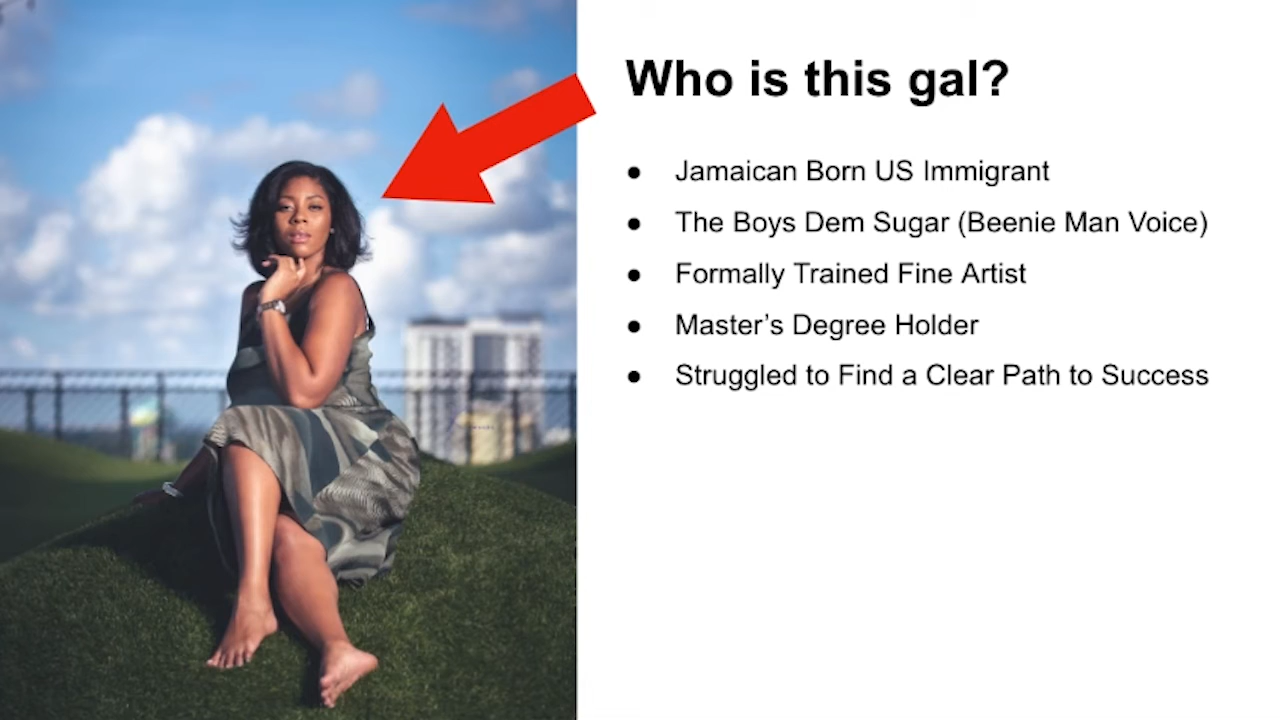 Who is this gal?
● Jamaican Born US Immigrant
● The Boys Dem Sugar (Beenie Man Voice)
● Formally Trained Fine Artist
● Master’s Degree Holder
● Struggled to Find a Clear Path to Success